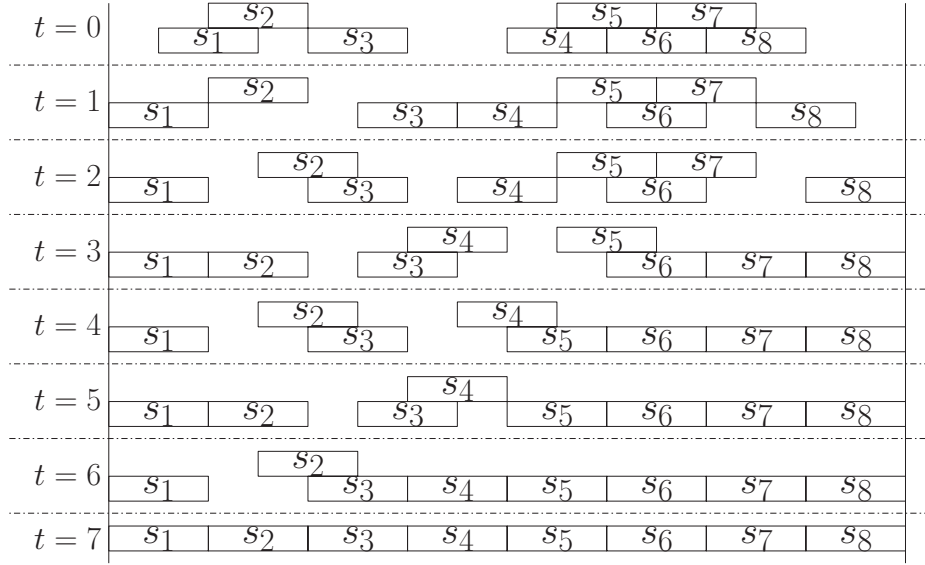 t = 0 s₁ s₂ s₃ s₄ s₅ s₆ s₇ s₈
t = 1 s₁ s₂ s₃ s₄ s₅ s₆ s₇ s₈
t = 2 s₁ s₂ s₃ s₄ s₅ s₆ s₇ s₈
t = 3 s₁ s₂ s₃ s₄ s₅ s₆ s₇ s₈
t = 4 s₁ s₂ s₃ s₄ s₅ s₆ s₇ s₈
t = 5 s₁ s₂ s₃ s₄ s₅ s₆ s₇ s₈
t = 6 s₁ s₂ s₃ s₄ s₅ s₆ s₇ s₈
t = 7 s₁ s₂ s₃ s₄ s₅ s₆ s₇ s₈